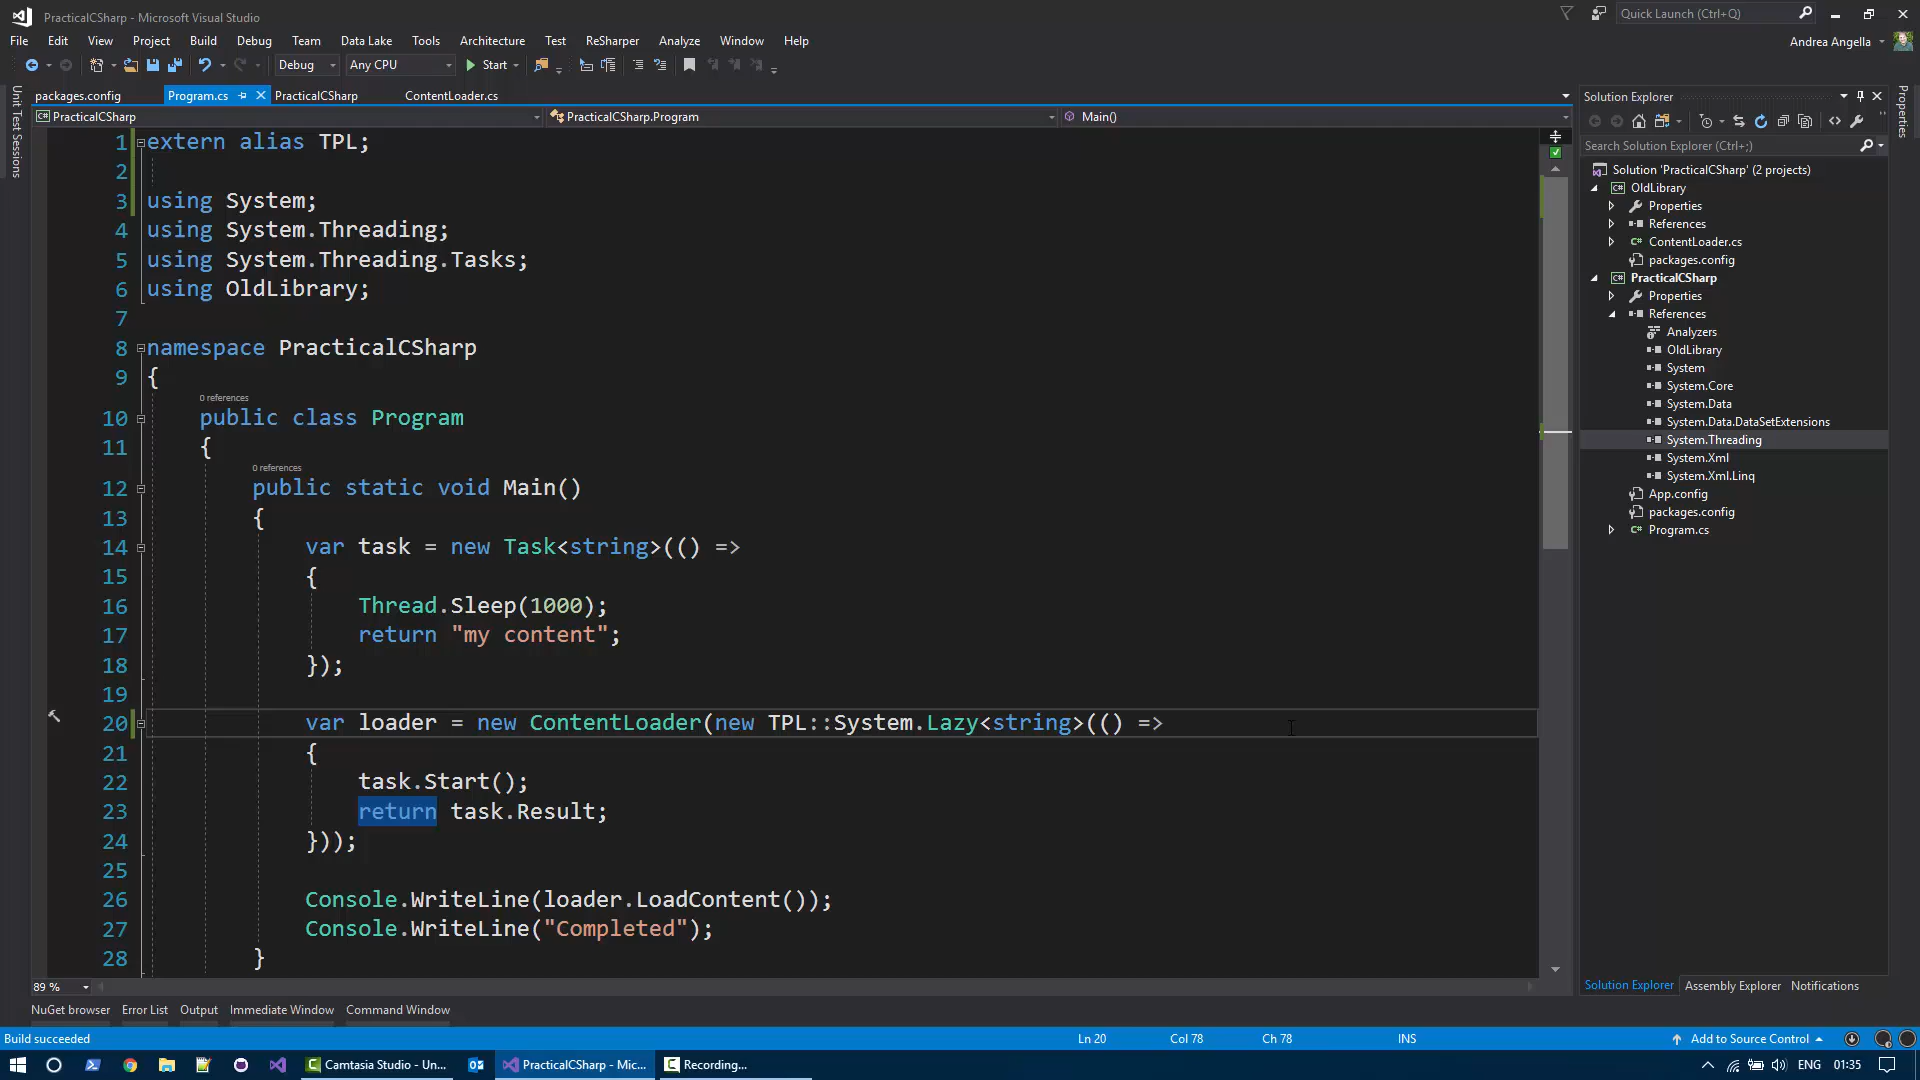 PracticalCSharp - Microsoft Visual Studio
Quick Launch (Ctrl+Q)
File Edit View Project Build Debug Team Data Lake Tools Architecture Test ReSharper Analyze Window Help
Andrea Angella
Debug Any CPU Start
Unit Test Sessions
packages.config Program.cs PracticalCSharp ContentLoader.cs
PracticalCSharp PracticalCSharp.Program Main()
1 extern alias TPL;
2
3 using System;
4 using System.Threading;
5 using System.Threading.Tasks;
6 using OldLibrary;
7
8 namespace PracticalCSharp
9 {
0 references
10 public class Program
11 {
0 references
12 public static void Main()
13 {
14 var task = new Task<string>(() =>
15 {
16 Thread.Sleep(1000);
17 return "my content";
18 });
19
20 var loader = new ContentLoader(new TPL::System.Lazy<string>(() =>
21 {
22 task.Start();
23 return task.Result;
24 }));
25
26 Console.WriteLine(loader.LoadContent());
27 Console.WriteLine("Completed");
28 }
89 %
Solution Explorer
Search Solution Explorer (Ctrl+;)
Solution 'PracticalCSharp' (2 projects)
OldLibrary
Properties
References
ContentLoader.cs
packages.config
PracticalCSharp
Properties
References
Analyzers
OldLibrary
System
System.Core
System.Data
System.Data.DataSetExtensions
System.Threading
System.Xml
System.Xml.Linq
App.config
packages.config
Program.cs
Solution Explorer Assembly Explorer Notifications
Properties
NuGet browser Error List Output Immediate Window Command Window
Build succeeded Ln 20 Col 78 Ch 78 INS Add to Source Control
Camtasia Studio - Un... PracticalCSharp - Mic... Recording... ENG 01:35